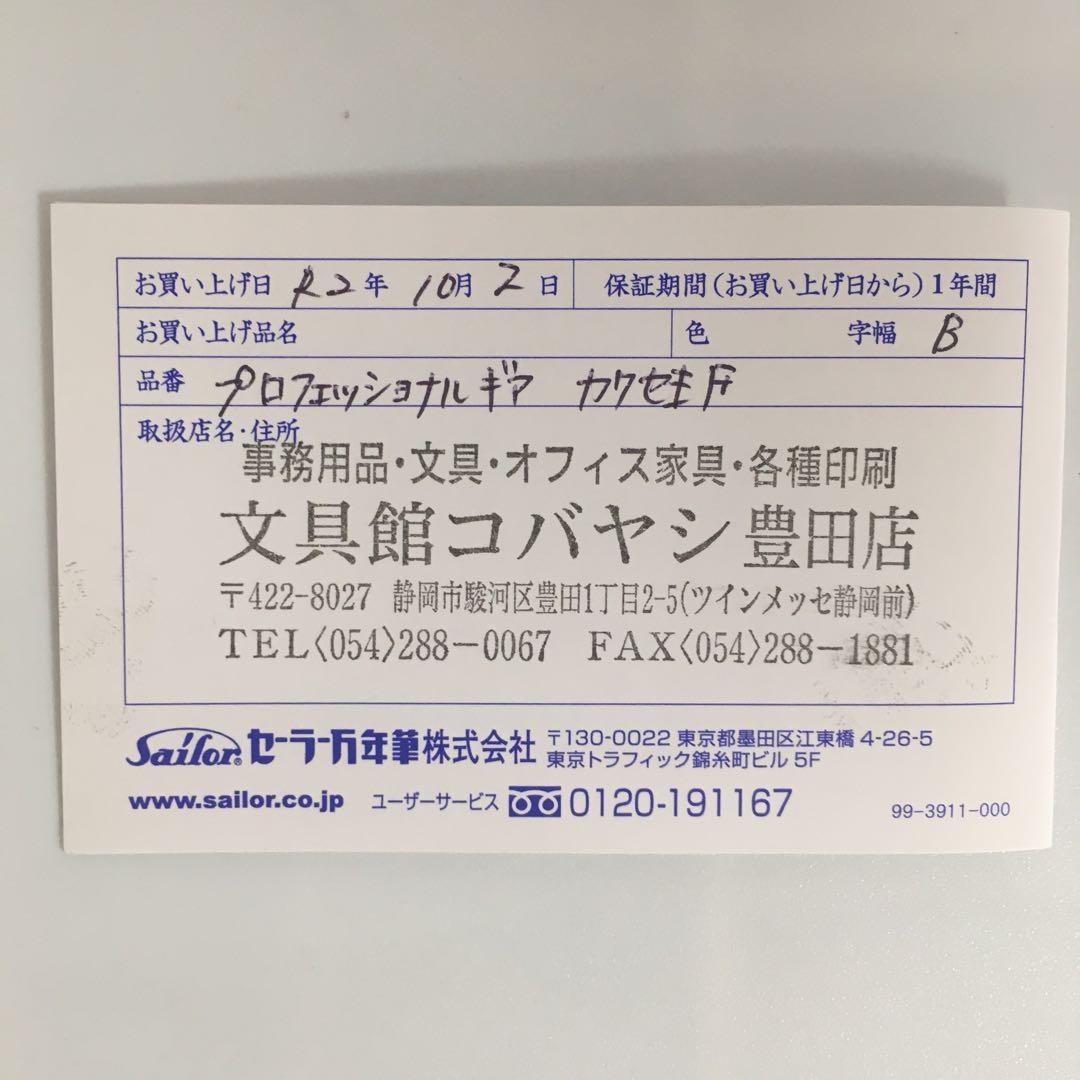 お買い上げ日 R2年 10月 2日 保証期間(お買い上げ日から)1年間
お買い上げ品名 色 字幅 B
品番 プロフェッショナルギア カワセミ
取扱店名・住所
事務用品・文具・オフィス家具・各種印刷
文具館コバヤシ 豊田店
〒422-8027 静岡市駿河区豊田1丁目2-5(ツインメッセ静岡前)
TEL〈054〉288-0067 FAX〈054〉288-1881
Sailor セーラー万年筆株式会社 〒130-0022 東京都墨田区江東橋 4-26-5
東京トラフィック錦糸町ビル 5F
www.sailor.co.jp ユーザーサービス 0120-191167 99-3911-000